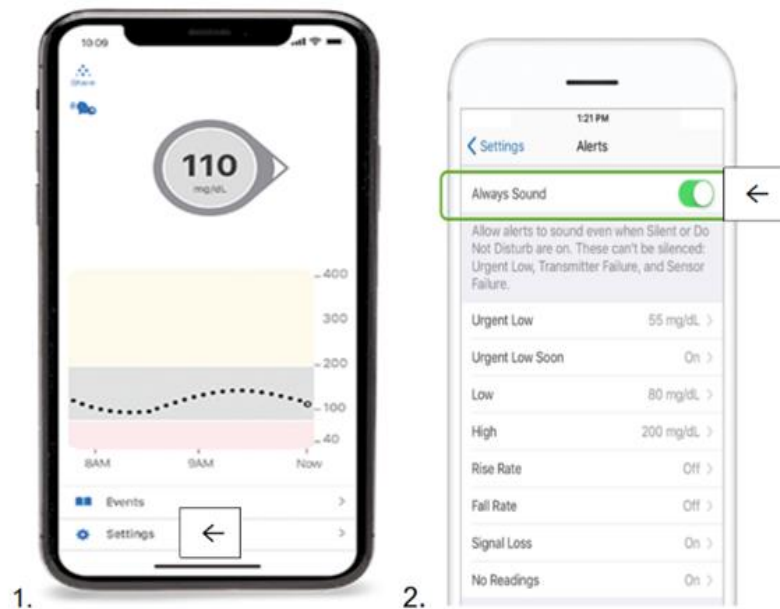 10:09
Share
110
mg/dL
400
300
200
100
40
8AM 9AM Now
Events
Settings ←
1.
1:21 PM
Settings Alerts
Always Sound ←
Allow alerts to sound even when Silent or Do
Not Disturb are on. These can't be silenced:
Urgent Low, Transmitter Failure, and Sensor
Failure.
Urgent Low 55 mg/dL
Urgent Low Soon On
Low 80 mg/dL
High 200 mg/dL
Rise Rate Off
Fall Rate Off
Signal Loss On
No Readings On
2.